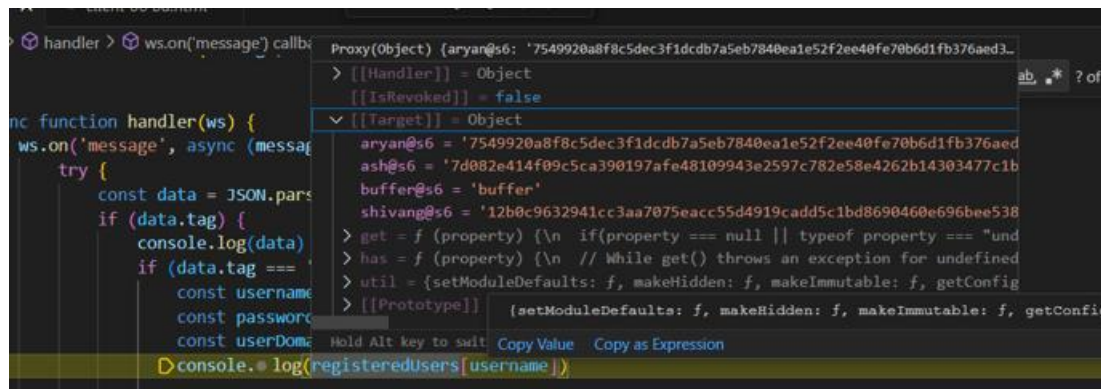 handler > ws.on('message') callba
Proxy(Object) {aryan@s6: '7549920a8f8c5dec3f1dcdb7a5eb7840ea1e52f2ee40fe70b6d1fb376aed3…
> [[Handler]] = Object
[[IsRevoked]] = false
[[Target]] = Object
aryan@s6 = '7549920a8f8c5dec3f1dcdb7a5eb7840ea1e52f2ee40fe70b6d1fb376aed
ash@s6 = '7d082e414f09c5ca390197afe48109943e2597c782e58e4262b14303477c1b
buffer@s6 = 'buffer'
shivang@s6 = '12b0c9632941cc3aa7075eacc55d4919cadd5c1bd8690460e696bee538
> get = f (property) {\n if(property === null || typeof property === "und
> has = f (property) {\n // While get() throws an exception for undefined
> util = {setModuleDefaults: f, makeHidden: f, makeImmutable: f, getConfig
> [[Prototype]]
{setModuleDefaults: f, makeHidden: f, makeImmutable: f, getConfi
Hold Alt key to swit
Copy Value Copy as Expression
ab, .* ? of
nc function handler(ws) {
ws.on('message', async (messag
try {
const data = JSON.pars
if (data.tag) {
console.log(data)
if (data.tag === '
const username
const password
const userDoma
console. log(registeredUsers[username])